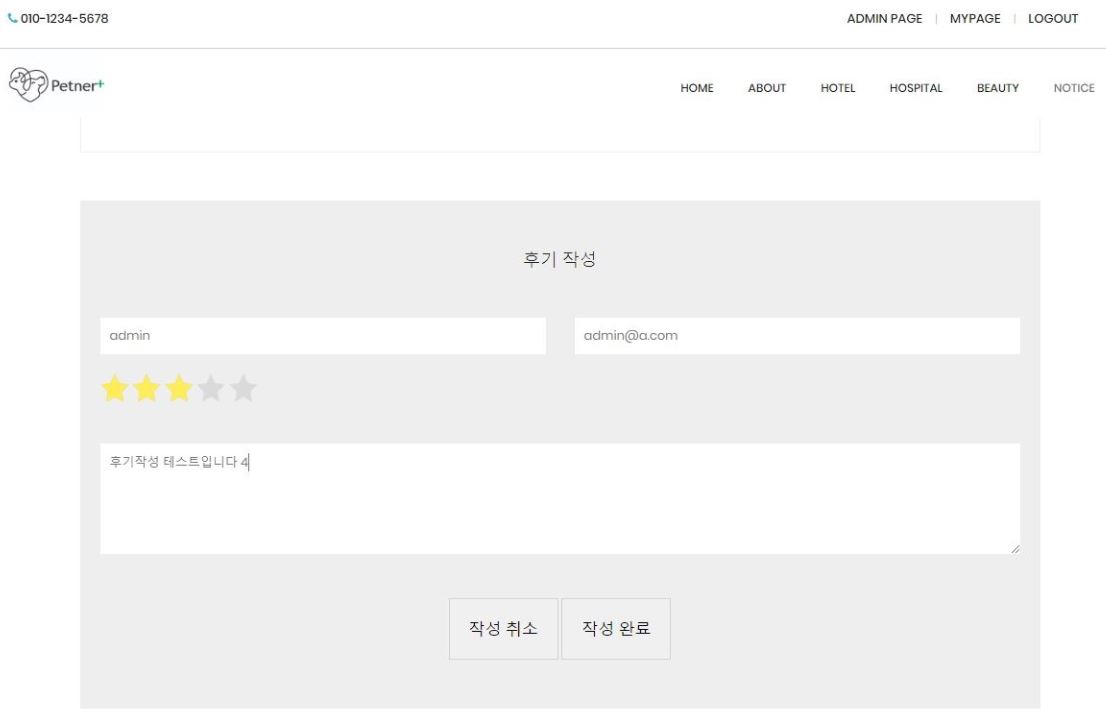 010-1234-5678
ADMIN PAGE | MYPAGE | LOGOUT
Petner+
HOME ABOUT HOTEL HOSPITAL BEAUTY NOTICE
후기 작성
admin
admin@a.com
후기작성 테스트입니다 4
작성 취소 작성 완료